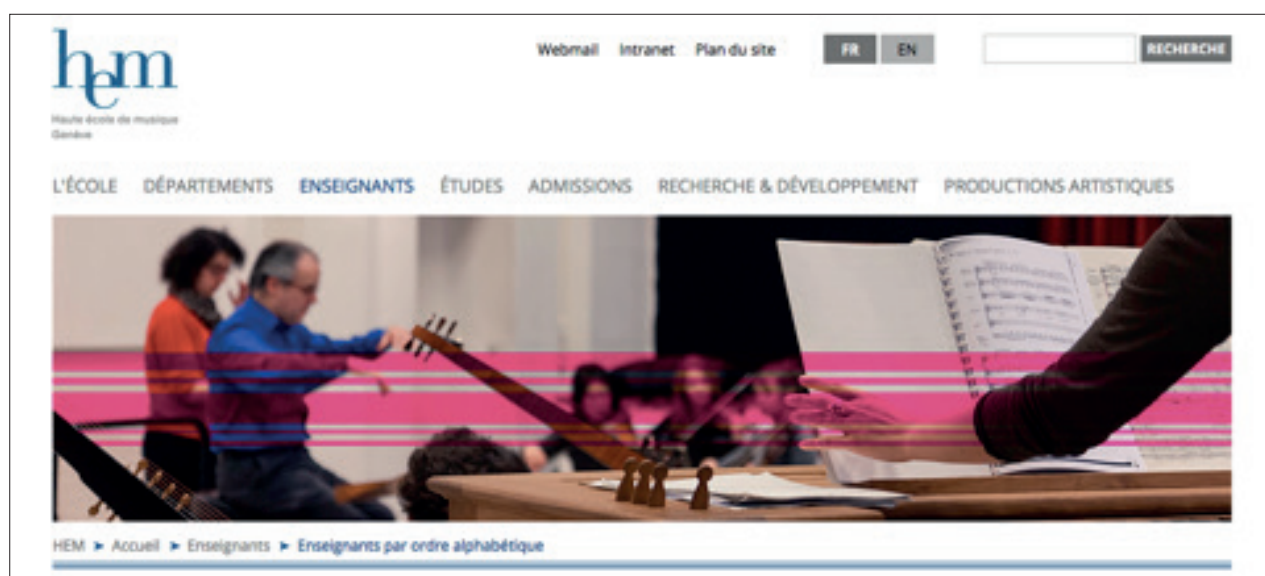 hem
Haute école de musique
Genève
Webmail Intranet Plan du site FR EN RECHERCHE
L'ÉCOLE DÉPARTEMENTS ENSEIGNANTS ÉTUDES ADMISSIONS RECHERCHE & DÉVELOPPEMENT PRODUCTIONS ARTISTIQUES
HEM ➤ Accueil ➤ Enseignants ➤ Enseignants par ordre alphabétique